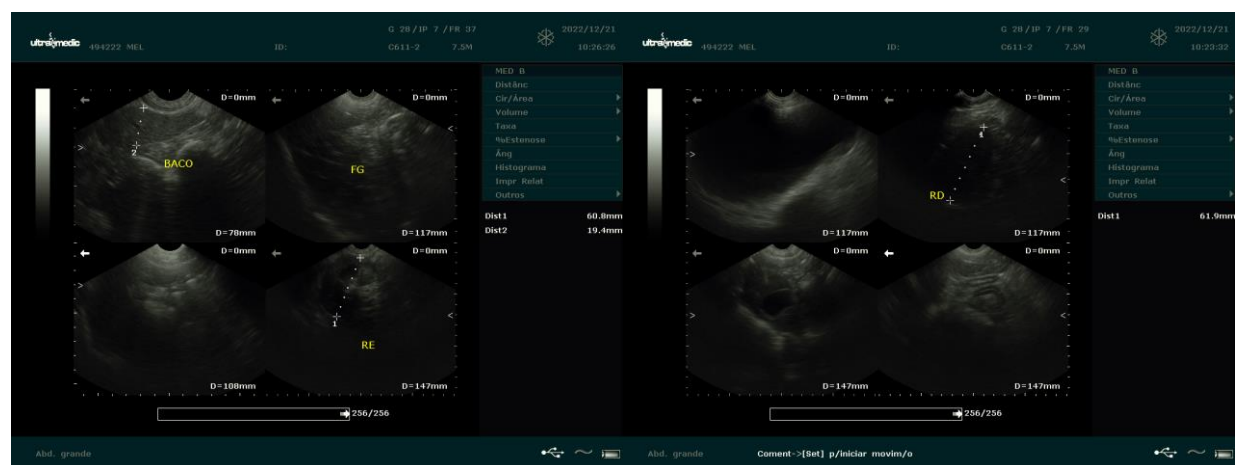 G 28/IP 7 /FR 37
2022/12/21
ultramedic 494222 MEL
ID:
C611-2 7.5M
10:26:26
MED B
Distânc
Cir/Área
Volume
Taxa
%Estenose
Âng
Histograma
Impr Relat
Outros
Dist1 60.8mm
Dist2 19.4mm
D=0mm
D=0mm
2
BACO
FG
D=78mm
D=117mm
D=0mm
D=0mm
1
RE
D=108mm
D=147mm
256/256
Abd. grande
G 28/IP 7 /FR 29
2022/12/21
ultramedic 494222 MEL
ID:
C611-2 7.5M
10:23:32
MED B
Distânc
Cir/Área
Volume
Taxa
%Estenose
Âng
Histograma
Impr Relat
Outros
Dist1 61.9mm
D=0mm
D=0mm
1
RD
D=117mm
D=117mm
D=0mm
D=0mm
D=147mm
D=147mm
256/256
Abd. grande
Coment->[Set] p/iniciar movim/o